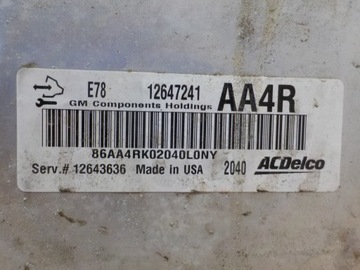 E78 12647241 AA4R
GM Components Holdings
86AA4RK02040L0NY
Serv.# 12643636 Made in USA 2040 ACDelco